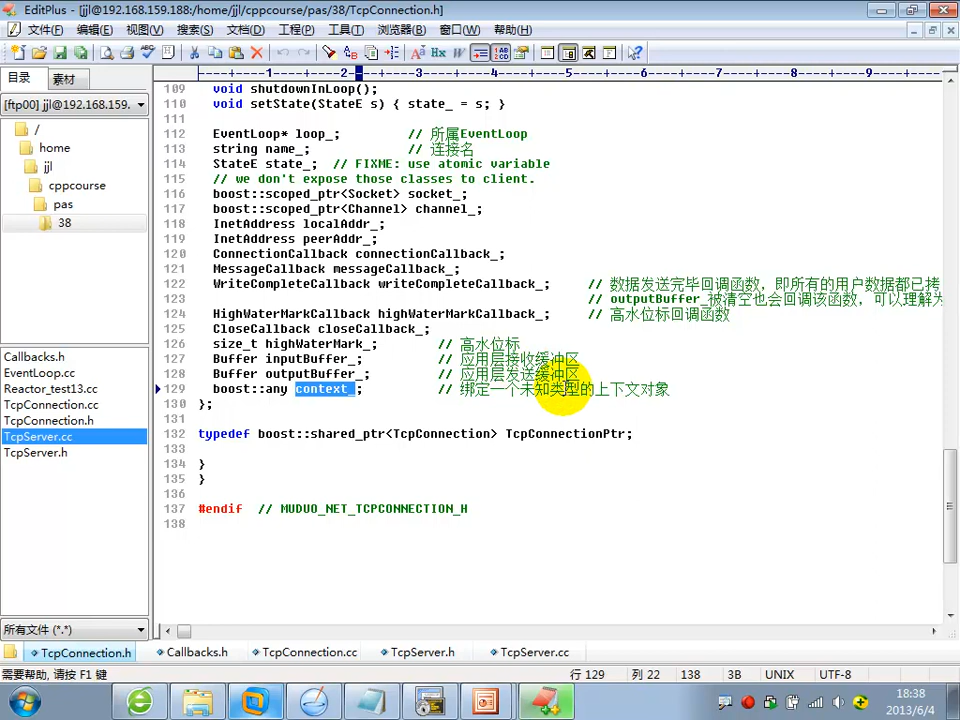 EditPlus - [jjl@192.168.159.188:/home/jjl/cppcourse/pas/38/TcpConnection.h]
文件(F) 编辑(E) 视图(V) 搜索(S) 文档(D) 工程(P) 工具(T) 浏览器(B) 窗口(W) 帮助(H)
目录 素材
[ftp00] jjl@192.168.159.
/
home
jjl
cppcourse
pas
38
Callbacks.h
EventLoop.cc
Reactor_test13.cc
TcpConnection.cc
TcpConnection.h
TcpServer.cc
TcpServer.h
所有文件 (*.*)
----+----1----+----2----+----3----+----4----+----5----+----6----+----7----+----8----+----9----+
109 void shutdownInLoop();
110 void setState(StateE s) { state_ = s; }
111
112 EventLoop* loop_; // 所属EventLoop
113 string name_; // 连接名
114 StateE state_; // FIXME: use atomic variable
115 // we don't expose those classes to client.
116 boost::scoped_ptr<Socket> socket_;
117 boost::scoped_ptr<Channel> channel_;
118 InetAddress localAddr_;
119 InetAddress peerAddr_;
120 ConnectionCallback connectionCallback_;
121 MessageCallback messageCallback_;
122 WriteCompleteCallback writeCompleteCallback_; // 数据发送完毕回调函数，即所有的用户数据都已拷
123 // outputBuffer_被清空也会回调该函数，可以理解为
124 HighWaterMarkCallback highWaterMarkCallback_; // 高水位标回调函数
125 CloseCallback closeCallback_;
126 size_t highWaterMark_; // 高水位标
127 Buffer inputBuffer_; // 应用层接收缓冲区
128 Buffer outputBuffer_; // 应用层发送缓冲区
129 boost::any context_; // 绑定一个未知类型的上下文对象
130 };
131
132 typedef boost::shared_ptr<TcpConnection> TcpConnectionPtr;
133
134 }
135 }
136
137 #endif // MUDUO_NET_TCPCONNECTION_H
138
TcpConnection.h Callbacks.h TcpConnection.cc TcpServer.h TcpServer.cc
需要帮助, 请按 F1 键 行 129 列 22 138 3B UNIX UTF-8
18:38
2013/6/4